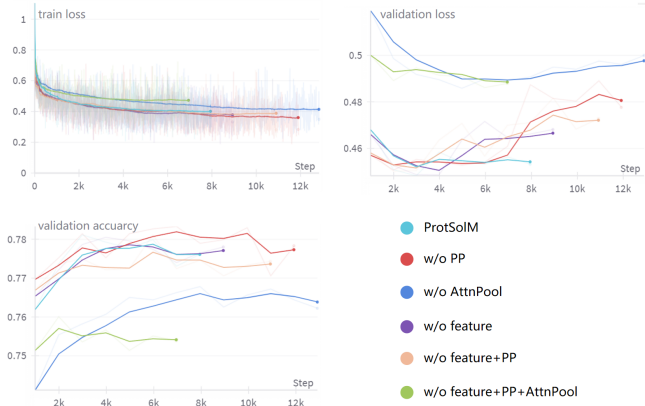 train loss
1
0.8
0.6
0.4
0.2
0
Step
0
2k
4k
6k
8k
10k
12k
validation loss
0.5
0.48
0.46
Step
2k
4k
6k
8k
10k
12k
validation accuarcy
0.78
0.77
0.76
0.75
Step
2k
4k
6k
8k
10k
12k
ProtSolM
w/o PP
w/o AttnPool
w/o feature
w/o feature+PP
w/o feature+PP+AttnPool